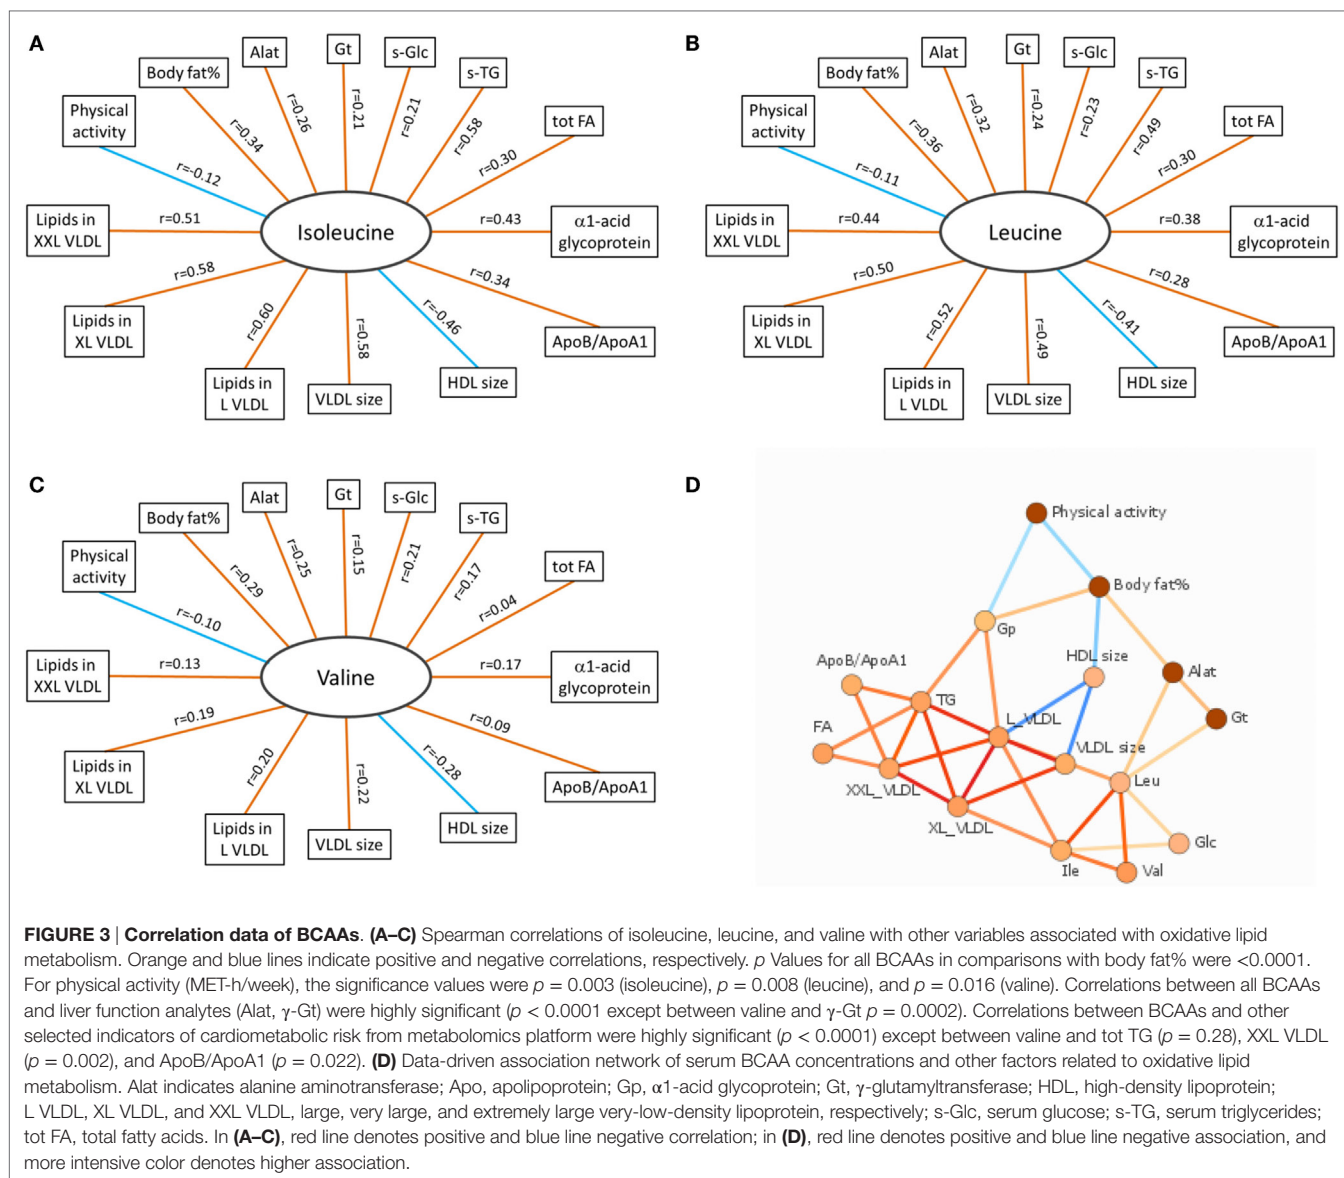 A
Gt
Alat
s-Glc
Body fat%
s-TG
Physical
activity
tot FA
r=0.34
r=0.26
r=0.21
r=0.21
r=0.58
r=0.30
r=-0.12
Lipids in
XXL VLDL
r=0.51
Isoleucine
r=0.43
α1-acid
glycoprotein
r=0.58
r=0.60
r=0.58
r=-0.46
r=0.34
Lipids in
XL VLDL
ApoB/ApoA1
Lipids in
L VLDL
VLDL size
HDL size
B
Gt
Alat
s-Glc
Body fat%
s-TG
Physical
activity
tot FA
r=0.36
r=0.32
r=0.24
r=0.23
r=0.49
r=0.30
r=-0.11
Lipids in
XXL VLDL
r=0.44
Leucine
r=0.38
α1-acid
glycoprotein
r=0.50
r=0.52
r=0.49
r=-0.41
r=0.28
Lipids in
XL VLDL
ApoB/ApoA1
Lipids in
L VLDL
VLDL size
HDL size
C
Gt
Alat
s-Glc
Body fat%
s-TG
Physical
activity
tot FA
r=0.29
r=0.25
r=0.15
r=0.21
r=0.17
r=0.04
r=-0.10
Lipids in
XXL VLDL
r=0.13
Valine
r=0.17
α1-acid
glycoprotein
r=0.19
r=0.20
r=0.22
r=-0.28
r=0.09
Lipids in
XL VLDL
ApoB/ApoA1
Lipids in
L VLDL
VLDL size
HDL size
D
Physical activity
Body fat%
Gp
HDL size
ApoB/ApoA1
Alat
TG
Gt
L_VLDL
FA
VLDL size
Leu
XXL_VLDL
XL_VLDL
Glc
Ile
Val
FIGURE 3 | Correlation data of BCAAs. (A–C) Spearman correlations of isoleucine, leucine, and valine with other variables associated with oxidative lipid
metabolism. Orange and blue lines indicate positive and negative correlations, respectively. p Values for all BCAAs in comparisons with body fat% were <0.0001.
For physical activity (MET-h/week), the significance values were p = 0.003 (isoleucine), p = 0.008 (leucine), and p = 0.016 (valine). Correlations between all BCAAs
and liver function analytes (Alat, γ-Gt) were highly significant (p < 0.0001 except between valine and γ-Gt p = 0.0002). Correlations between BCAAs and other
selected indicators of cardiometabolic risk from metabolomics platform were highly significant (p < 0.0001) except between valine and tot TG (p = 0.28), XXL VLDL
(p = 0.002), and ApoB/ApoA1 (p = 0.022). (D) Data-driven association network of serum BCAA concentrations and other factors related to oxidative lipid
metabolism. Alat indicates alanine aminotransferase; Apo, apolipoprotein; Gp, α1-acid glycoprotein; Gt, γ-glutamyltransferase; HDL, high-density lipoprotein;
L VLDL, XL VLDL, and XXL VLDL, large, very large, and extremely large very-low-density lipoprotein, respectively; s-Glc, serum glucose; s-TG, serum triglycerides;
tot FA, total fatty acids. In (A–C), red line denotes positive and blue line negative correlation; in (D), red line denotes positive and blue line negative association, and
more intensive color denotes higher association.